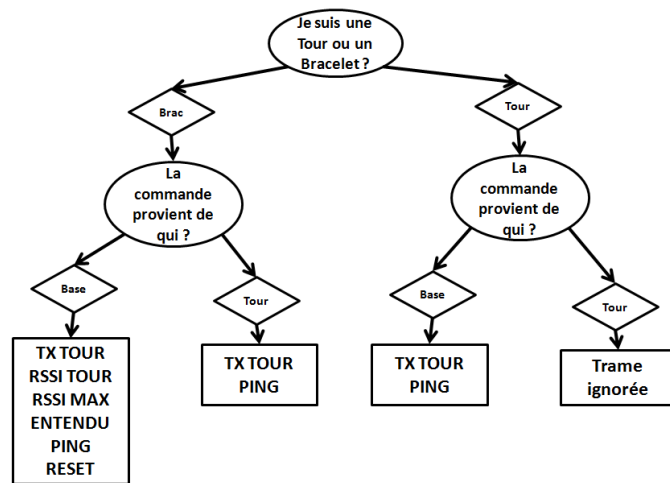 Je suis une
Tour ou un
Bracelet ?
Brac
Tour
La
commande
provient de
qui ?
La
commande
provient de
qui ?
Base
Tour
Base
Tour
TX TOUR
RSSI TOUR
RSSI MAX
ENTENDU
PING
RESET
TX TOUR
PING
TX TOUR
PING
Trame
ignorée